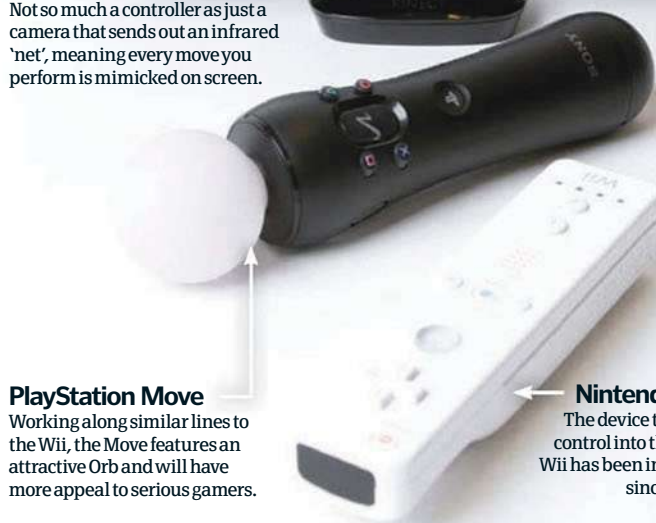 Not so much a controller as just a
camera that sends out an infrared
‘net’, meaning every move you
perform is mimicked on screen.
SONY
Wii
PlayStation Move
Working along similar lines to
the Wii, the Move features an
attractive Orb and will have
more appeal to serious gamers.
The device
control into
Wii has been